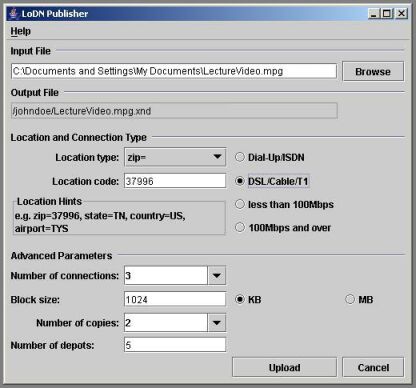 LoDN Publisher
Help
Input File
C:\Documents and Settings\My Documents\LectureVideo.mpg Browse
Output File
/johndoe/LectureVideo.mpg.xnd
Location and Connection Type
Location type: zip= Dial-Up/ISDN
Location code: 37996 DSL/Cable/T1
Location Hints less than 100Mbps
e.g. zip=37996, state=TN, country=US,
airport=TYS 100Mbps and over
Advanced Parameters
Number of connections: 3
Block size: 1024 KB MB
Number of copies: 2
Number of depots: 5
Upload Cancel